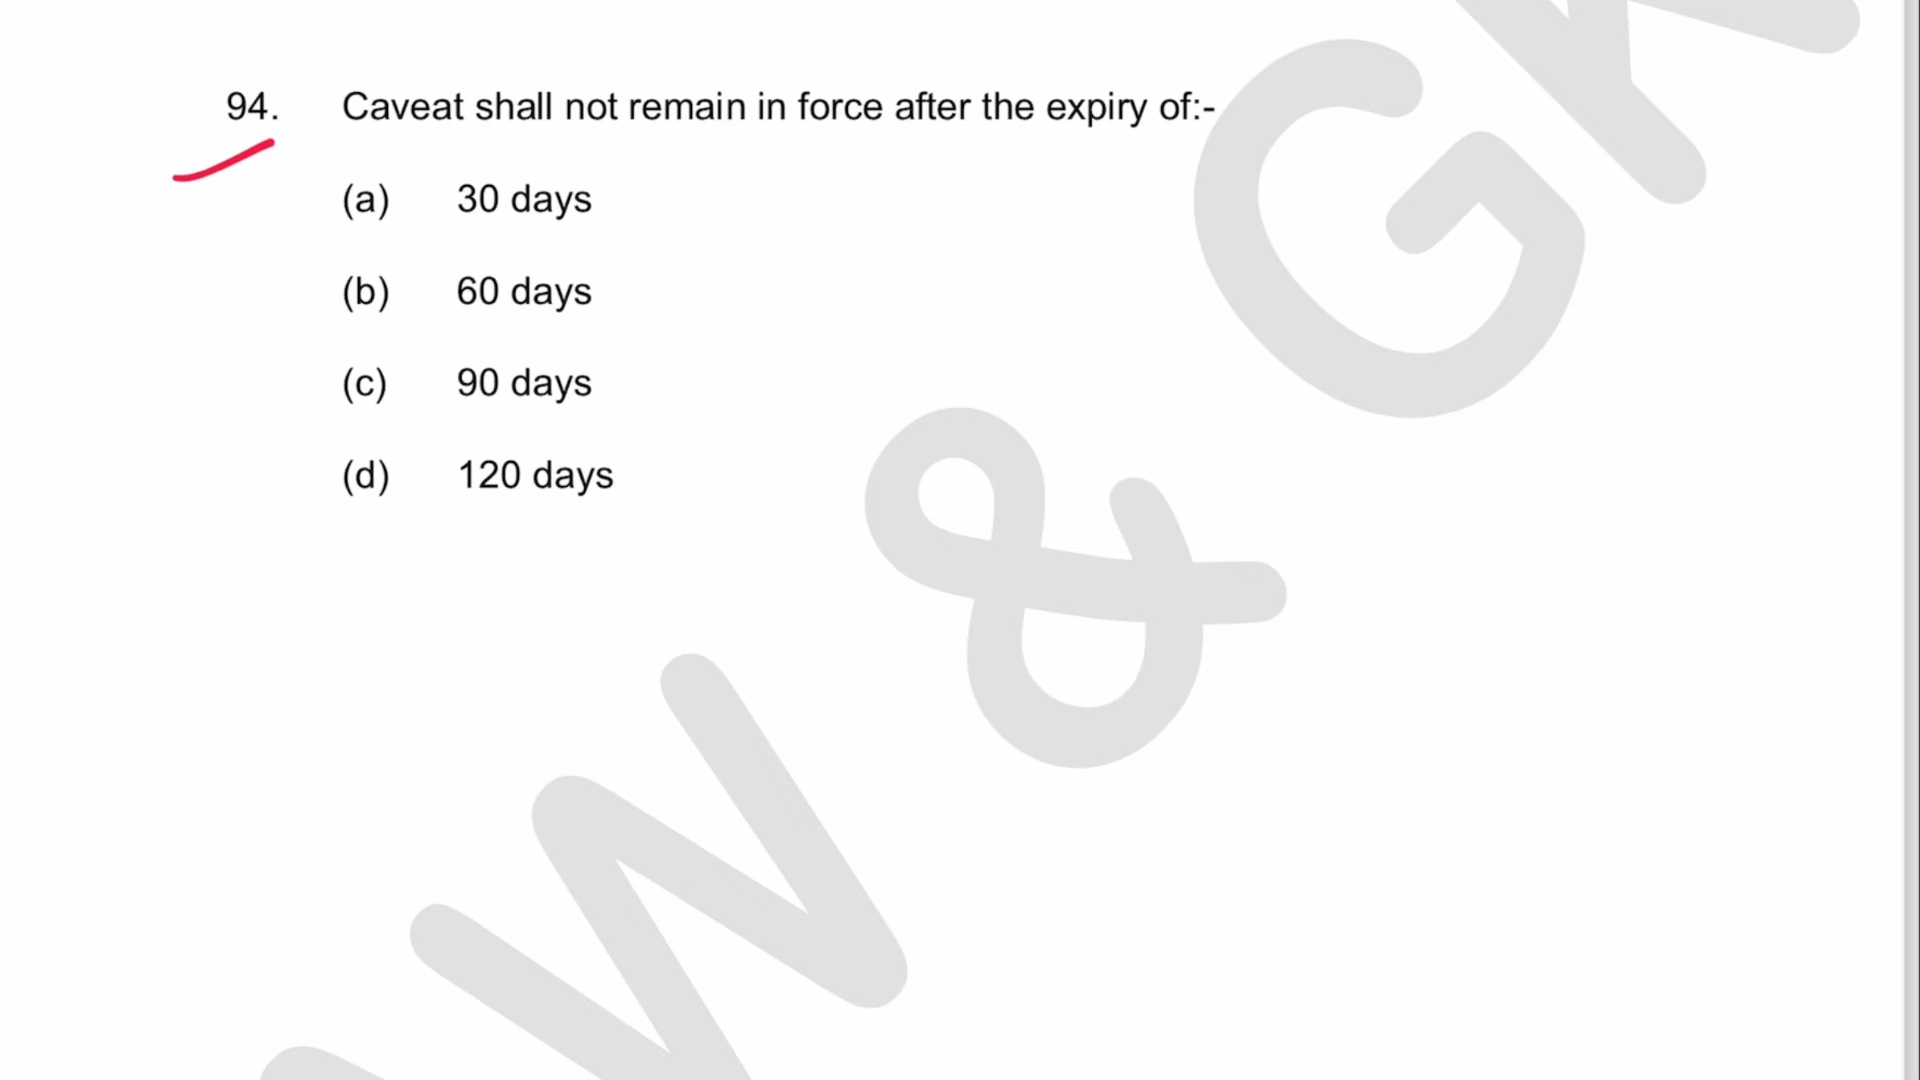 94. Caveat shall not remain in force after the expiry of:-
(a) 30 days
(b) 60 days
(c) 90 days
(d) 120 days
W & GK